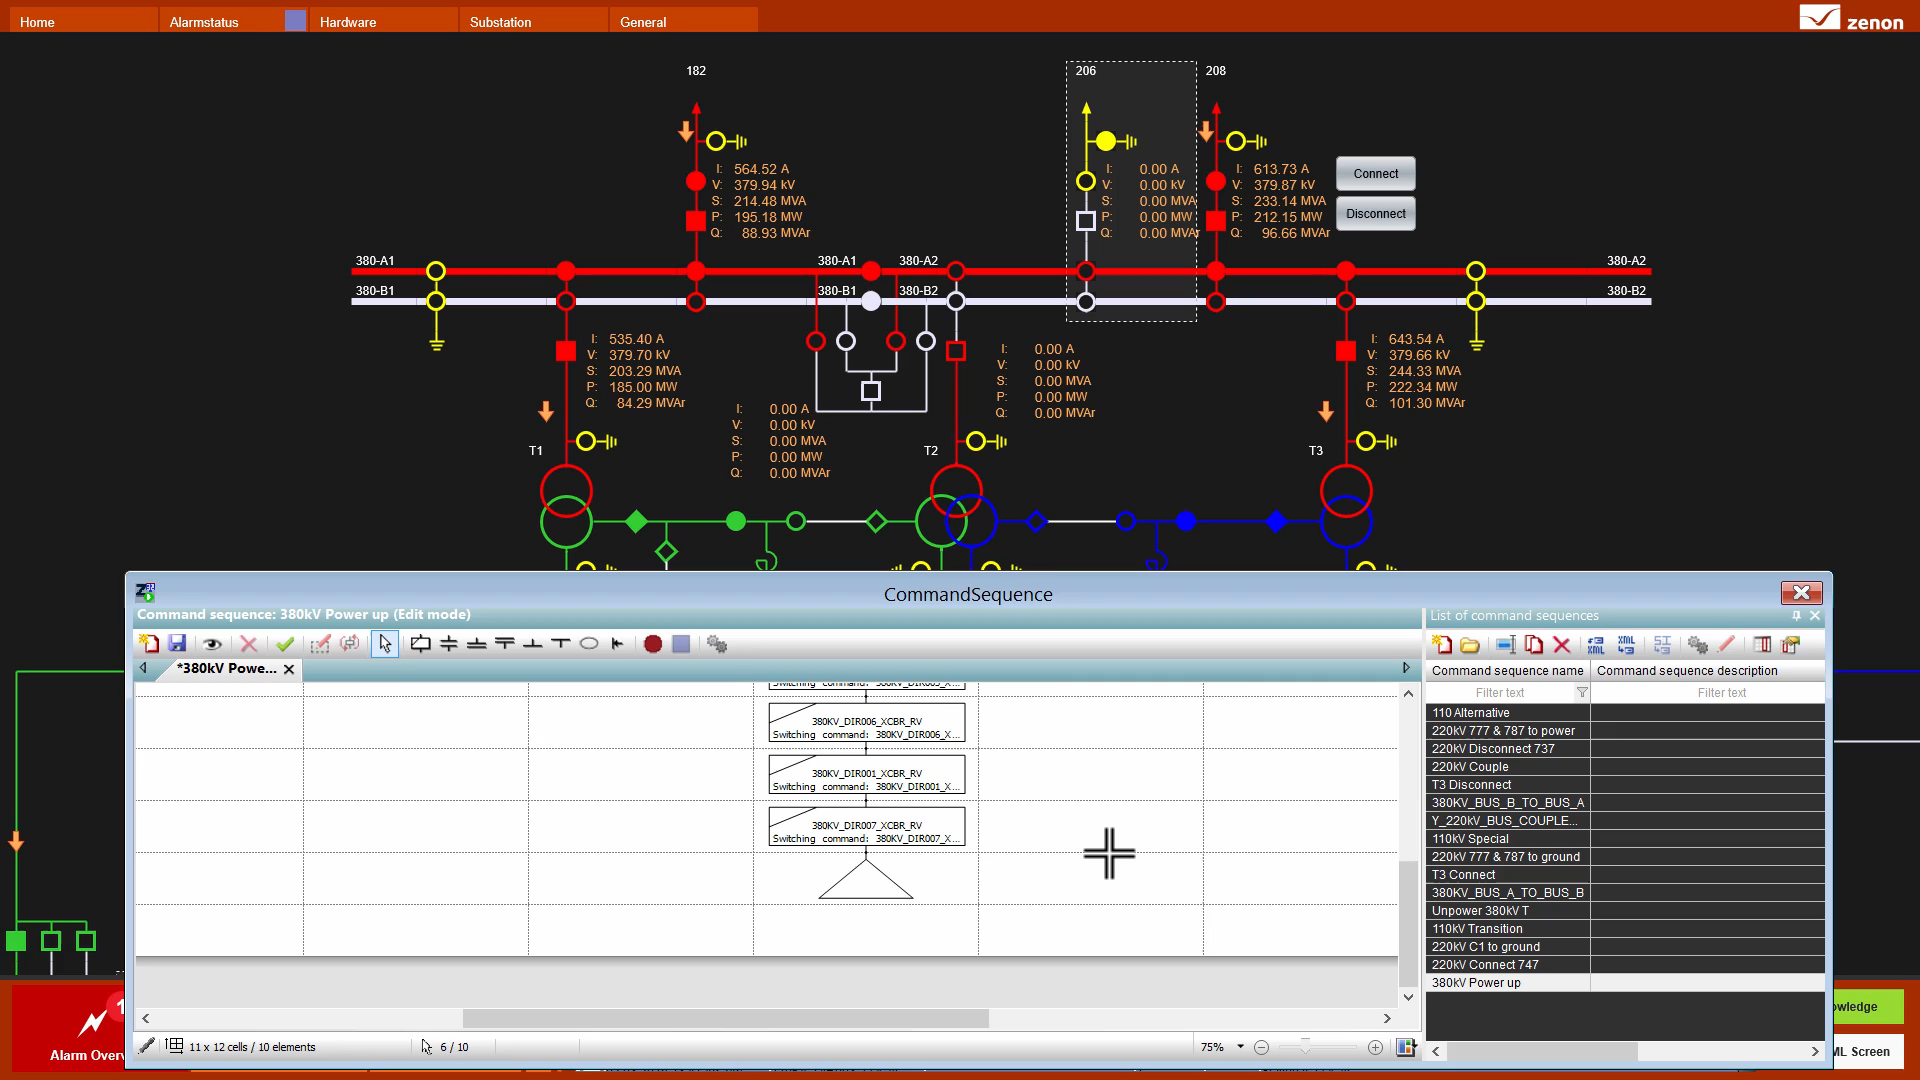 Home
Alarmstatus
Hardware
Substation
General
zenon
182
206
208
I: 564.52 A
V: 379.94 kV
S: 214.48 MVA
P: 195.18 MW
Q: 88.93 MVAr
I: 0.00 A
V: 0.00 kV
S: 0.00 MVA
P: 0.00 MW
Q: 0.00 MVAr
I: 613.73 A
V: 379.87 kV
S: 233.14 MVA
P: 212.15 MW
Q: 96.66 MVAr
Connect
Disconnect
380-A1
380-A1
380-A2
380-A2
380-B1
380-B1
380-B2
380-B2
I: 535.40 A
V: 379.70 kV
S: 203.29 MVA
P: 185.00 MW
Q: 84.29 MVAr
I: 0.00 A
V: 0.00 kV
S: 0.00 MVA
P: 0.00 MW
Q: 0.00 MVAr
I: 0.00 A
V: 0.00 kV
S: 0.00 MVA
P: 0.00 MW
Q: 0.00 MVAr
I: 643.54 A
V: 379.66 kV
S: 244.33 MVA
P: 222.34 MW
Q: 101.30 MVAr
T1
T2
T3
CommandSequence
Command sequence: 380kV Power up (Edit mode)
*380kV Powe...
380KV_DIR006_XCBR_RV
Switching command: 380KV_DIR006_X...
380KV_DIR001_XCBR_RV
Switching command: 380KV_DIR001_X...
380KV_DIR007_XCBR_RV
Switching command: 380KV_DIR007_X...
11 x 12 cells / 10 elements
6 / 10
75%
List of command sequences
Command sequence name
Command sequence description
Filter text
Filter text
110 Alternative
220kV 777 & 787 to power
220kV Disconnect 737
220kV Couple
T3 Disconnect
380KV_BUS_B_TO_BUS_A
Y_220kV_BUS_COUPLE...
110kV Special
220kV 777 & 787 to ground
T3 Connect
380KV_BUS_A_TO_BUS_B
Unpower 380kV T
110kV Transition
220kV C1 to ground
220kV Connect 747
380kV Power up
Alarm Overv
wledge
ML Screen